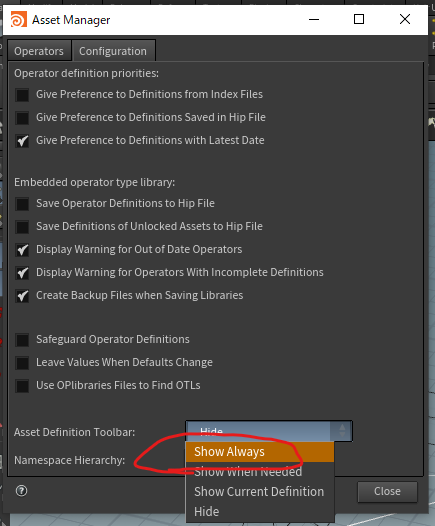 Asset Manager
Operators Configuration
Operator definition priorities:
Give Preference to Definitions from Index Files
Give Preference to Definitions Saved in Hip File
Give Preference to Definitions with Latest Date
Embedded operator type library:
Save Operator Definitions to Hip File
Save Definitions of Unlocked Assets to Hip File
Display Warning for Out of Date Operators
Display Warning for Operators With Incomplete Definitions
Create Backup Files when Saving Libraries
Safeguard Operator Definitions
Leave Values When Defaults Change
Use OPlibraries Files to Find OTLs
Asset Definition Toolbar: Hide
Show Always
Namespace Hierarchy:
Show When Needed
Show Current Definition
Hide
Close